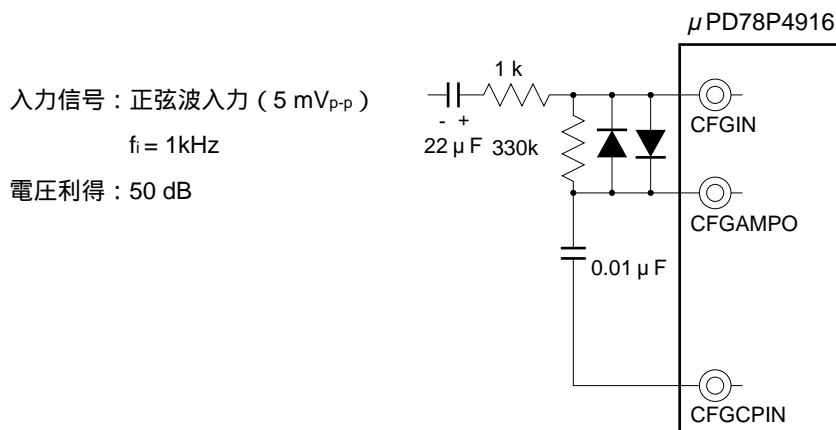 μPD78P4916
入力信号：正弦波入力（5 mVp-p）
fi = 1kHz
電圧利得：50 dB
1 k
- +
22 μF
330k
CFGIN
CFGAMPO
0.01 μF
CFGCPIN